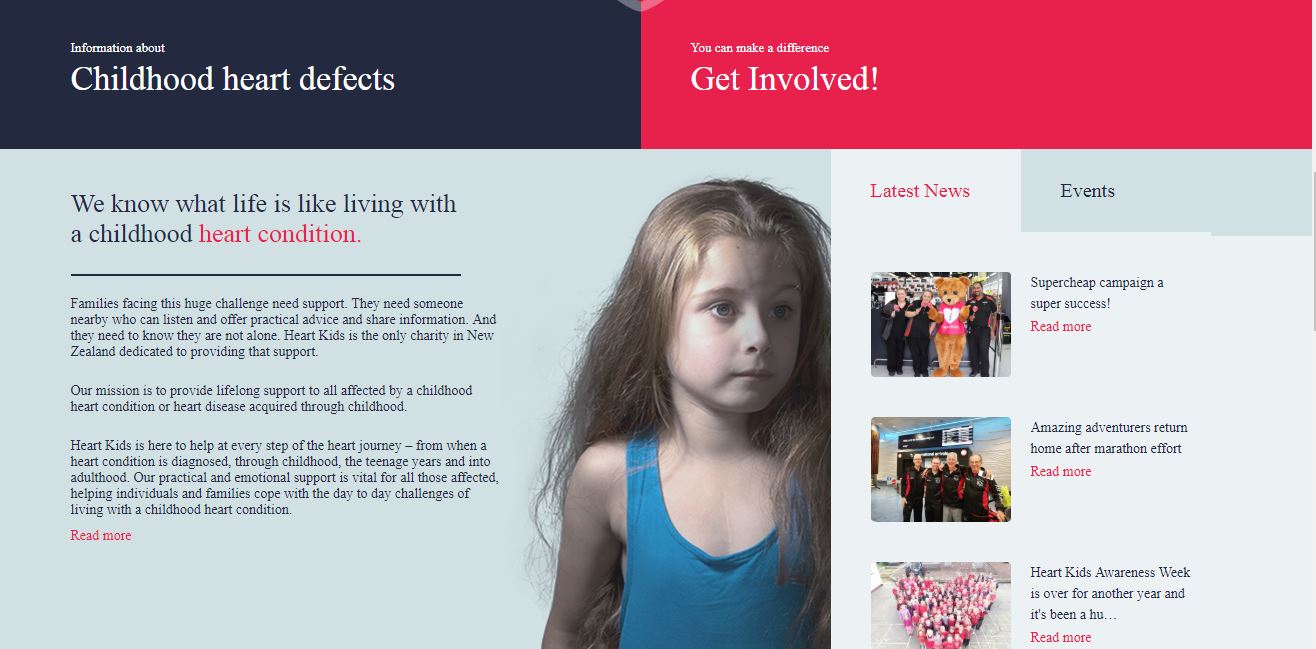 Information about
Childhood heart defects
You can make a difference
Get Involved!
We know what life is like living with
a childhood heart condition.
Families facing this huge challenge need support. They need someone
nearby who can listen and offer practical advice and share information. And
they need to know they are not alone. Heart Kids is the only charity in New
Zealand dedicated to providing that support.
Our mission is to provide lifelong support to all affected by a childhood
heart condition or heart disease acquired through childhood.
Heart Kids is here to help at every step of the heart journey – from when a
heart condition is diagnosed, through childhood, the teenage years and into
adulthood. Our practical and emotional support is vital for all those affected,
helping individuals and families cope with the day to day challenges of
living with a childhood heart condition.
Read more
Latest News
Events
Supercheap campaign a
super success!
Read more
Amazing adventurers return
home after marathon effort
Read more
Heart Kids Awareness Week
is over for another year and
it's been a hu…
Read more